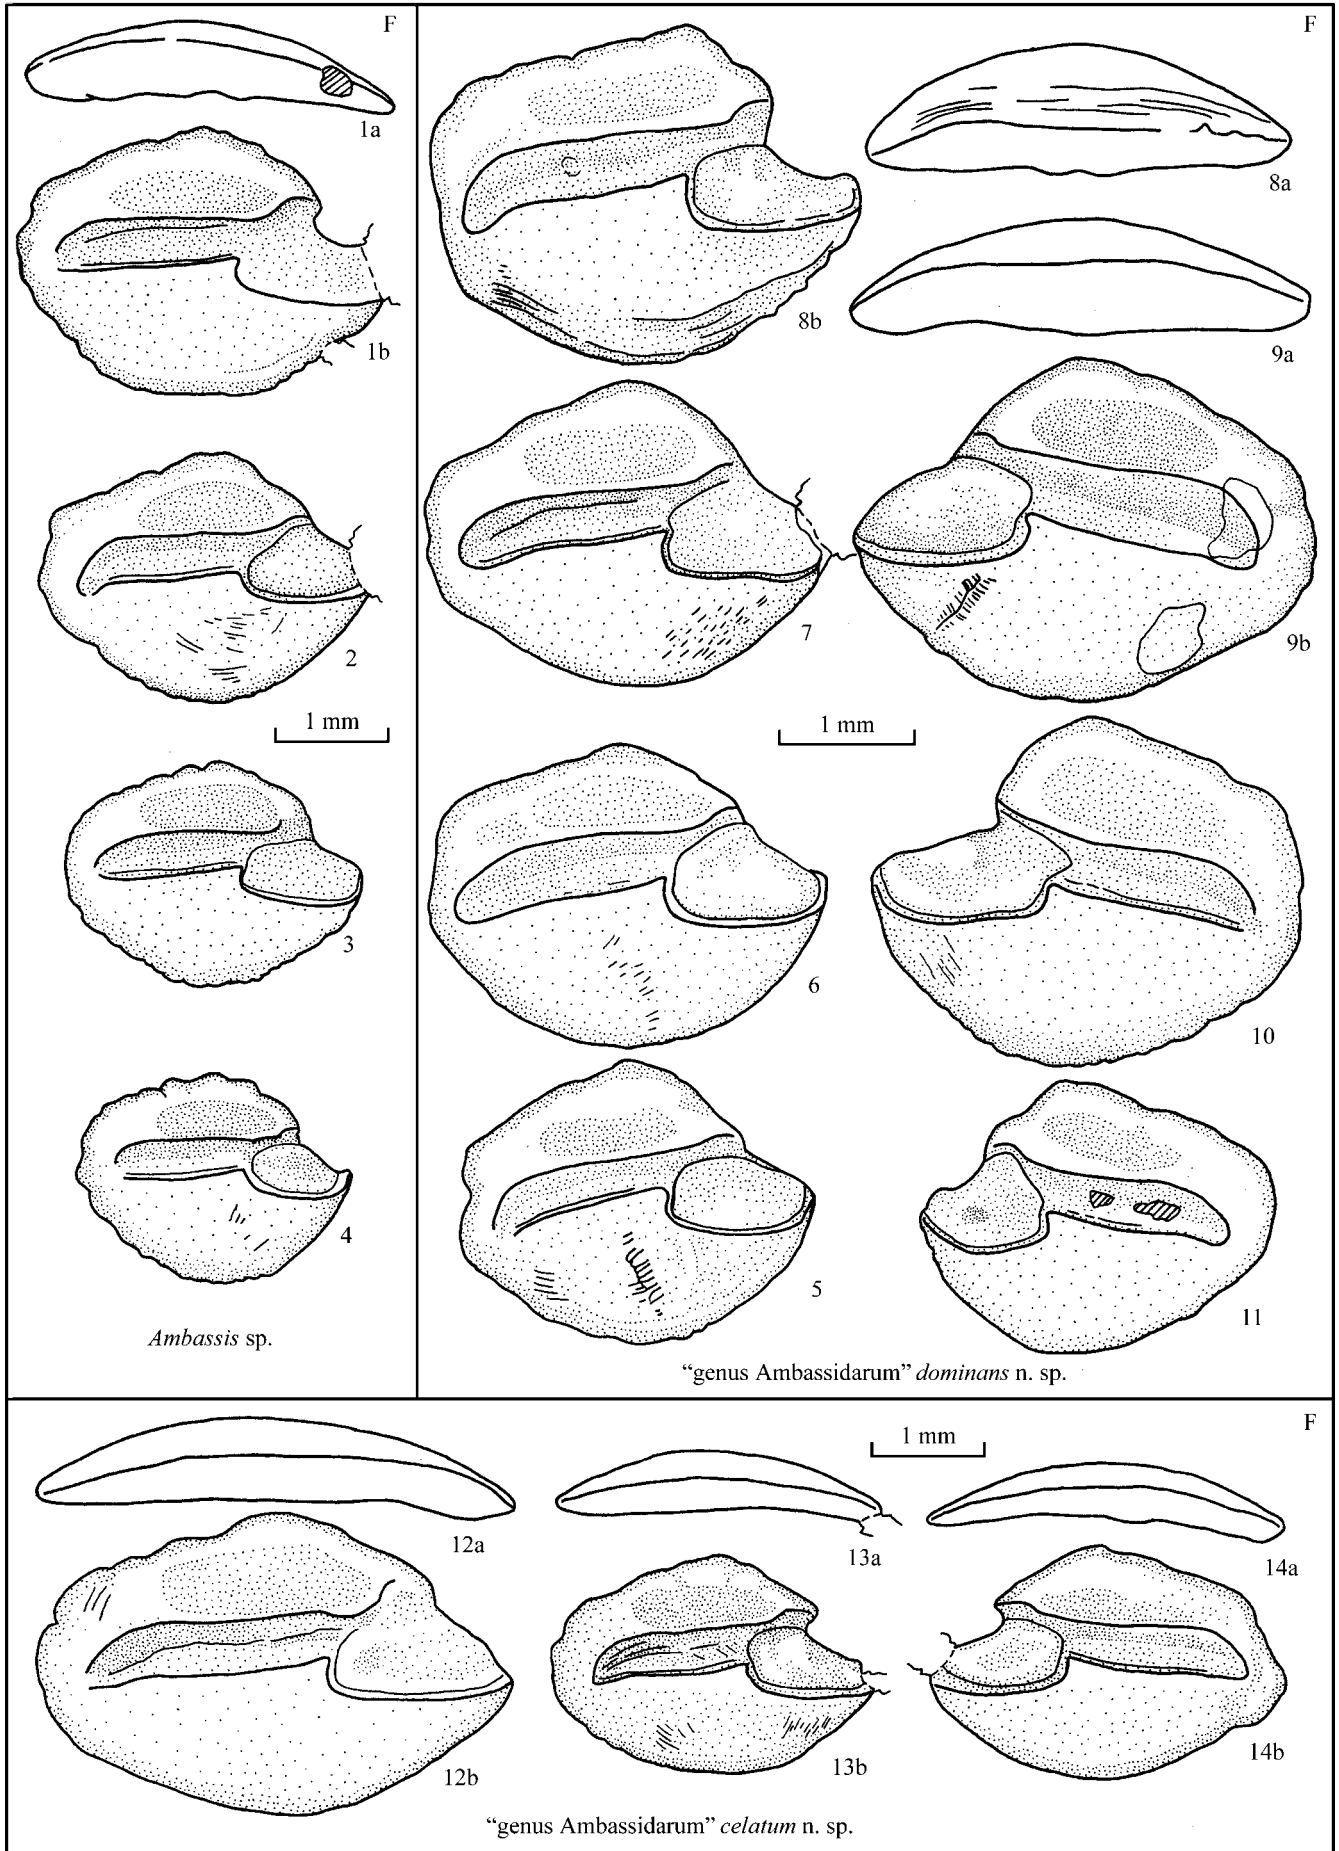 F
1a
1b
2
1 mm
3
4
Ambassis sp.
F
8a
8b
9a
7
9b
1 mm
6
10
5
11
“genus Ambassidarum” dominans n. sp.
F
1 mm
12a
13a
14a
12b
13b
14b
“genus Ambassidarum” celatum n. sp.